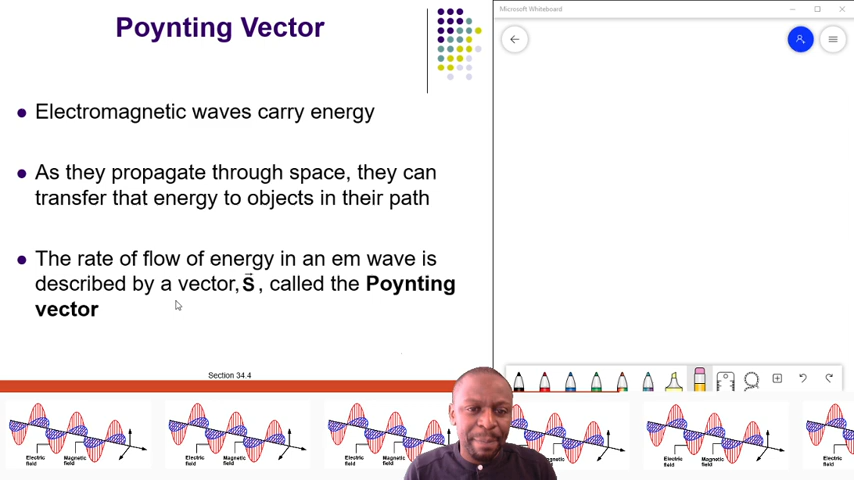 Poynting Vector
Microsoft Whiteboard
Electromagnetic waves carry energy
As they propagate through space, they can
transfer that energy to objects in their path
The rate of flow of energy in an em wave is
described by a vector, S⃗ , called the Poynting
vector
Section 34.4
Electric field
Magnetic field
Electric field
Magnetic field
Electric field
Magnetic field
Magnetic field
Electric field
Magnetic field
Electric field